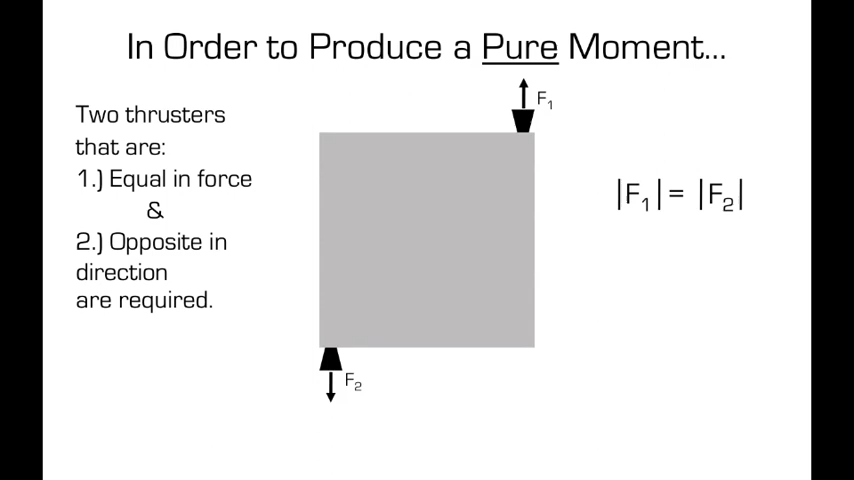 In Order to Produce a Pure Moment...
Two thrusters
that are:
1.) Equal in force
&
2.) Opposite in
direction
are required.
F₁
|F₁| = |F₂|
F₂